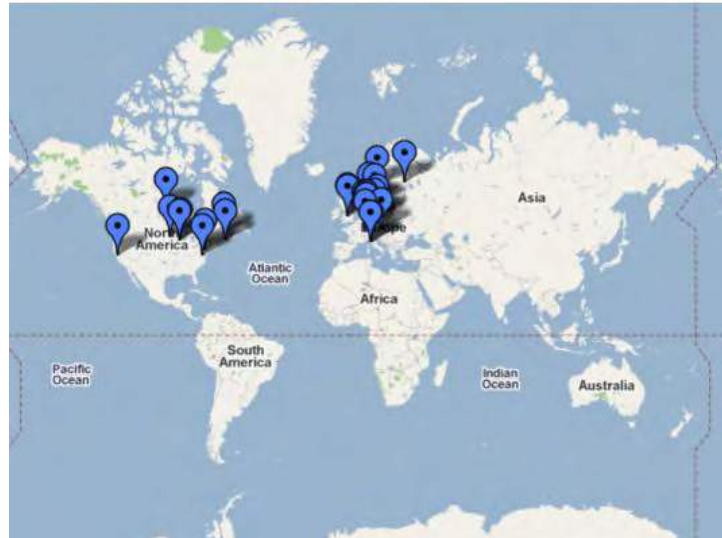 Asia
North
America
Europe
Atlantic
Ocean
Africa
South
America
Pacific
Ocean
Indian
Ocean
Australia